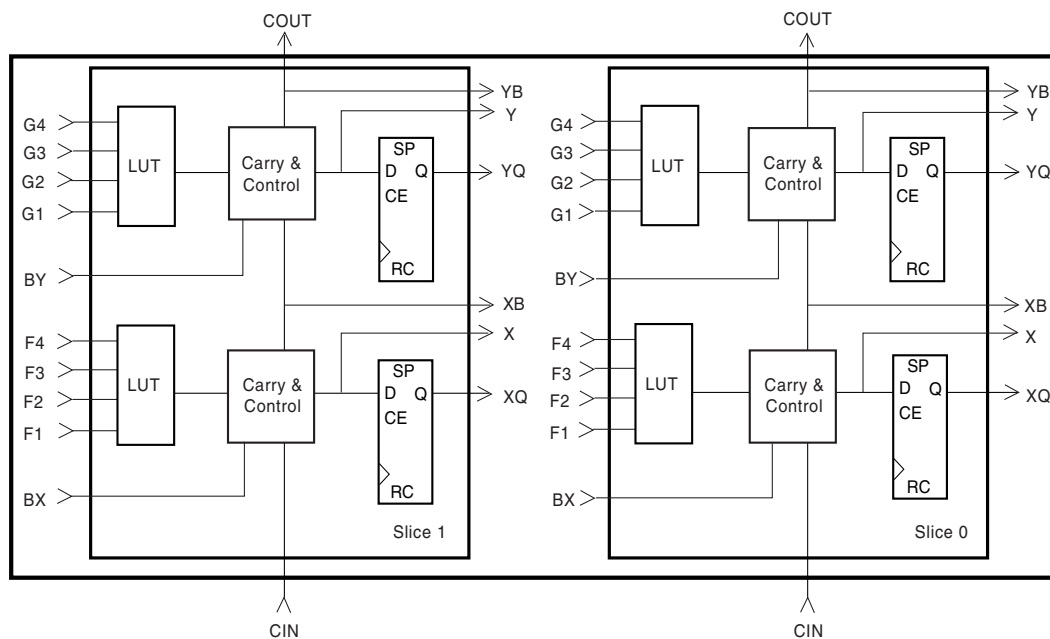 COUT
YB
Y
G4
G3
G2
G1
LUT
Carry &
Control
SP
D Q
CE
RC
YQ
BY
XB
X
F4
F3
F2
F1
LUT
Carry &
Control
SP
D Q
CE
RC
XQ
BX
Slice 1
CIN
COUT
YB
Y
G4
G3
G2
G1
LUT
Carry &
Control
SP
D Q
CE
RC
YQ
BY
XB
X
F4
F3
F2
F1
LUT
Carry &
Control
SP
D Q
CE
RC
XQ
BX
Slice 0
CIN